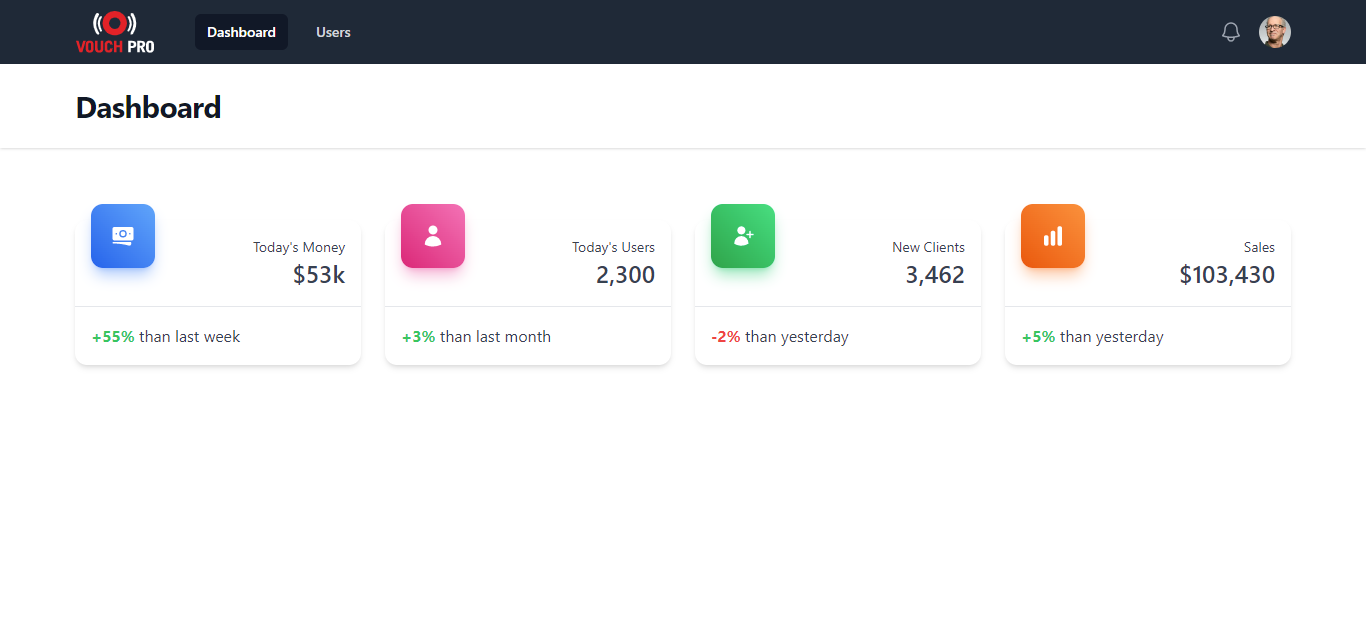 VOUCH PRO
Dashboard
Users
Dashboard
Today's Money
$53k
+55% than last week
Today's Users
2,300
+3% than last month
New Clients
3,462
-2% than yesterday
Sales
$103,430
+5% than yesterday